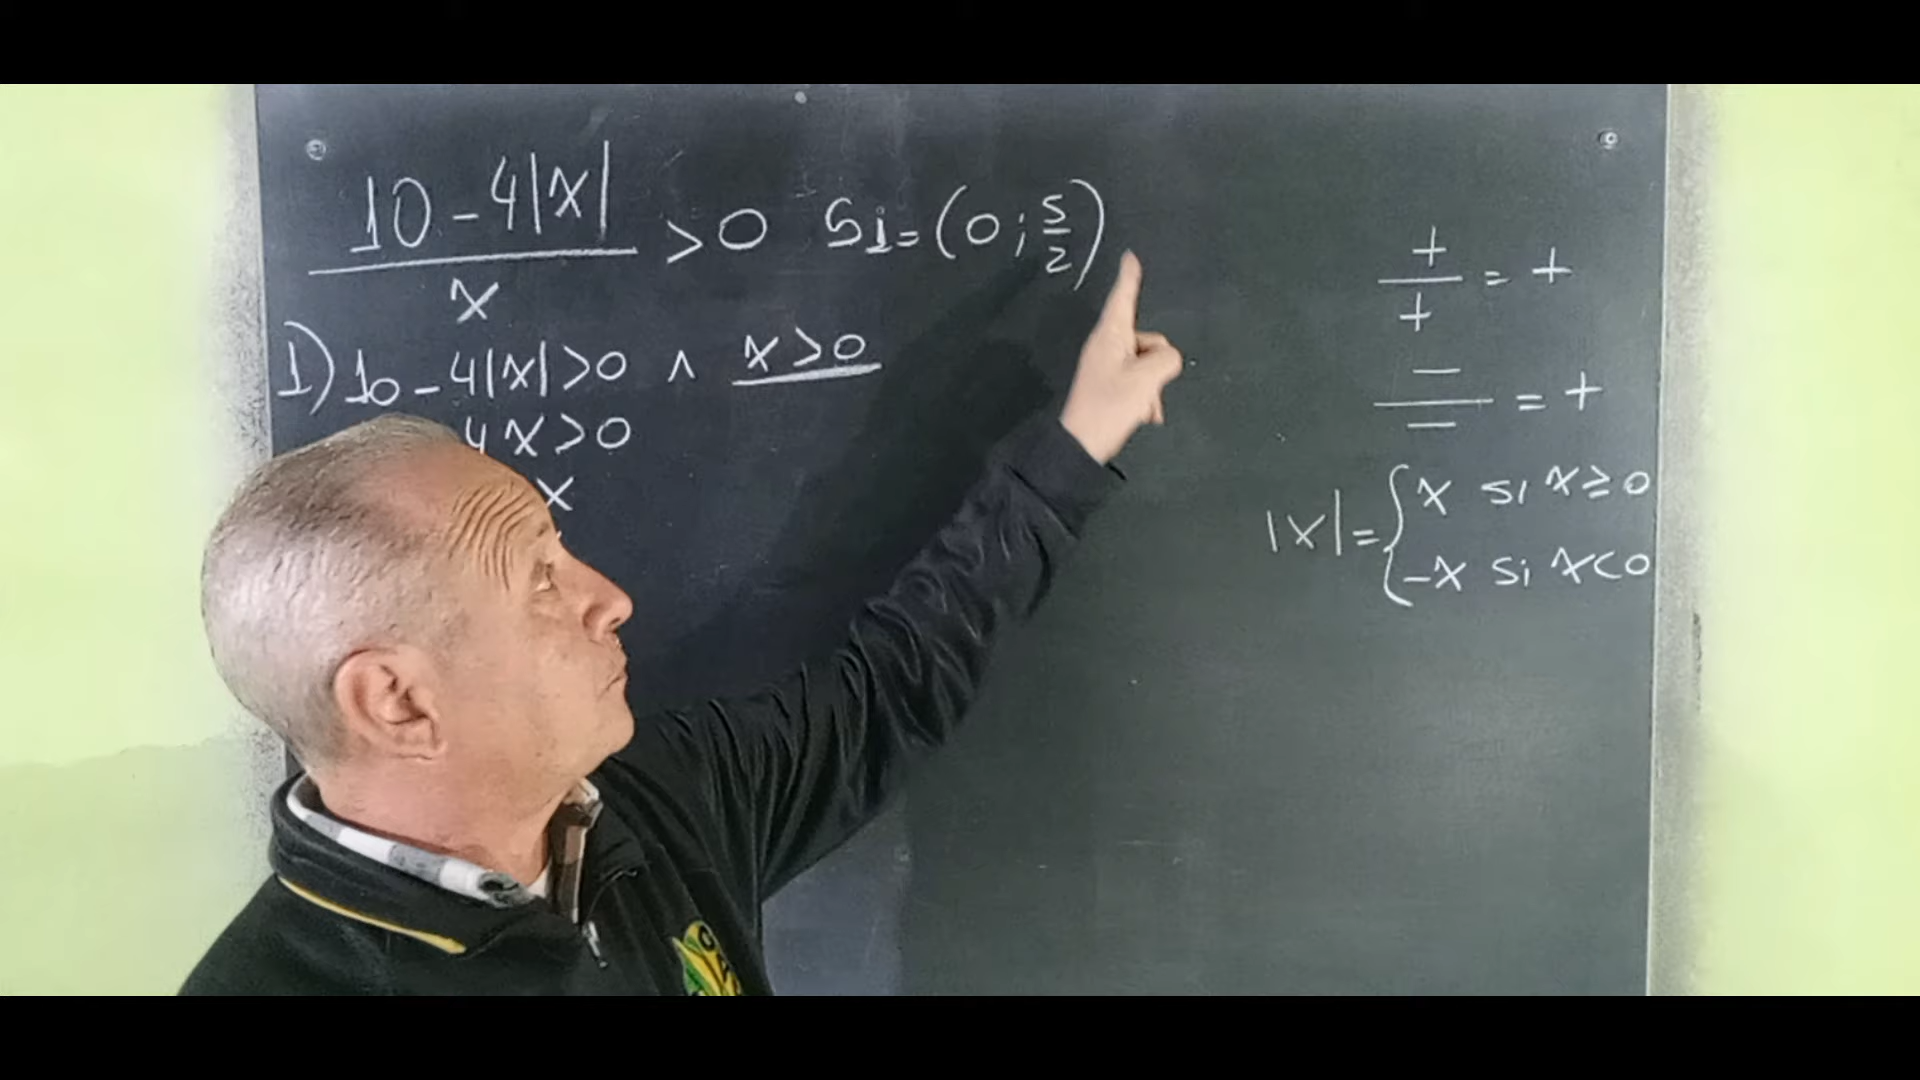 10-4|x|/x > 0 Si=(0;5/2)
1) 10-4|x|>0 ∧ x>0
4x>0
x
+/+ = +
-/- = +
|x|={x si x≥0
-x si x<0